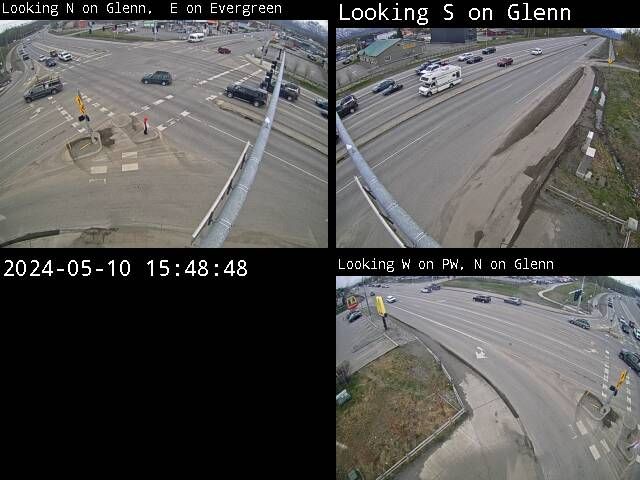 Looking N on Glenn,  E on Evergreen
Looking S on Glenn
2024-05-10 15:48:48
Looking W on PW, N on Glenn